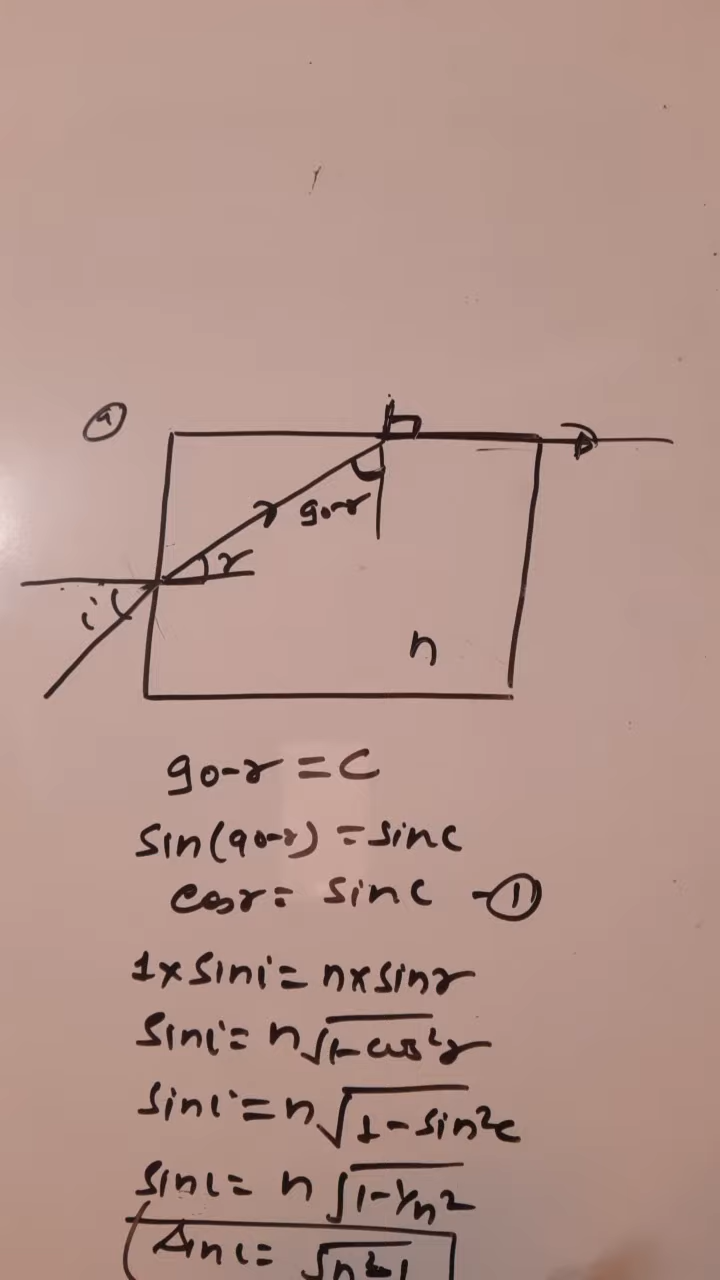 90-r
r
i
n
90-r = C
sin(90-r) = sinc
cosr = sinc -①
1 x sini = n x sinr
sini = n√1-cos²r
sini = n√1-sin²c
sini = n√1-1/n²
sini = √n²-1